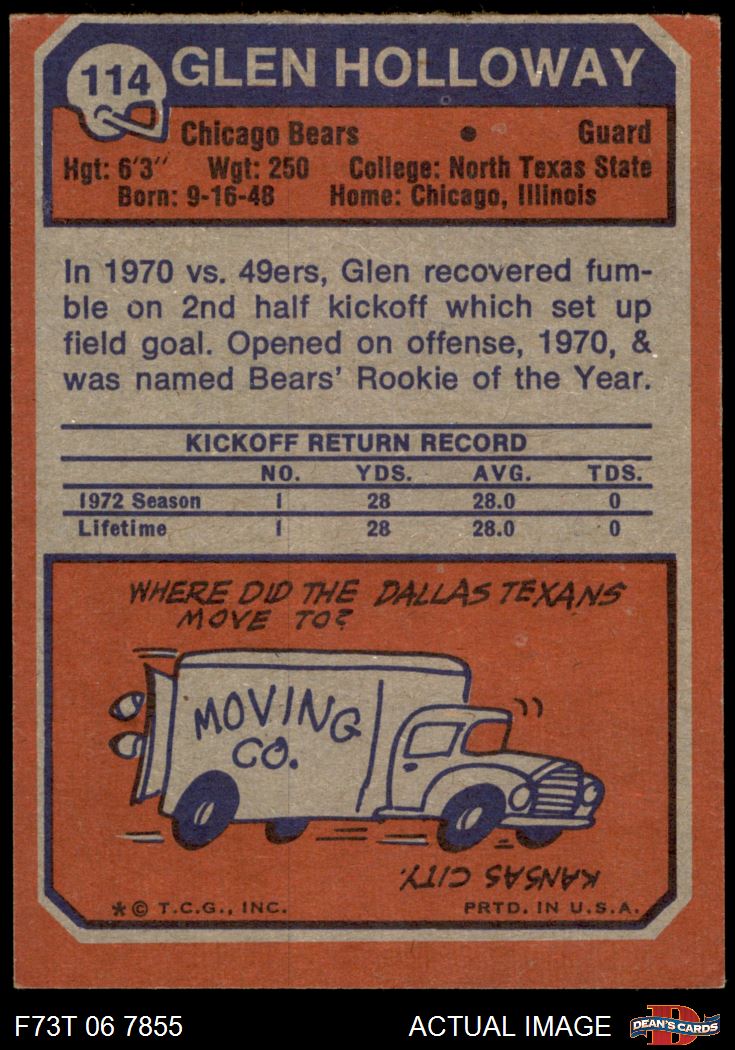 114 GLEN HOLLOWAY
Chicago Bears • Guard
Hgt: 6'3" Wgt: 250 College: North Texas State
Born: 9-16-48 Home: Chicago, Illinois
In 1970 vs. 49ers, Glen recovered fum-
ble on 2nd half kickoff which set up
field goal. Opened on offense, 1970, &
was named Bears' Rookie of the Year.
KICKOFF RETURN RECORD
NO. YDS. AVG. TDS.
1972 Season 1 28 28.0 0
Lifetime 1 28 28.0 0
WHERE DID THE DALLAS TEXANS
MOVE TO?
MOVING
CO.
KANSAS CITY.
* © T.C.G., INC. PRTD. IN U.S.A.
F73T 06 7855 ACTUAL IMAGE D DEAN'S CARDS